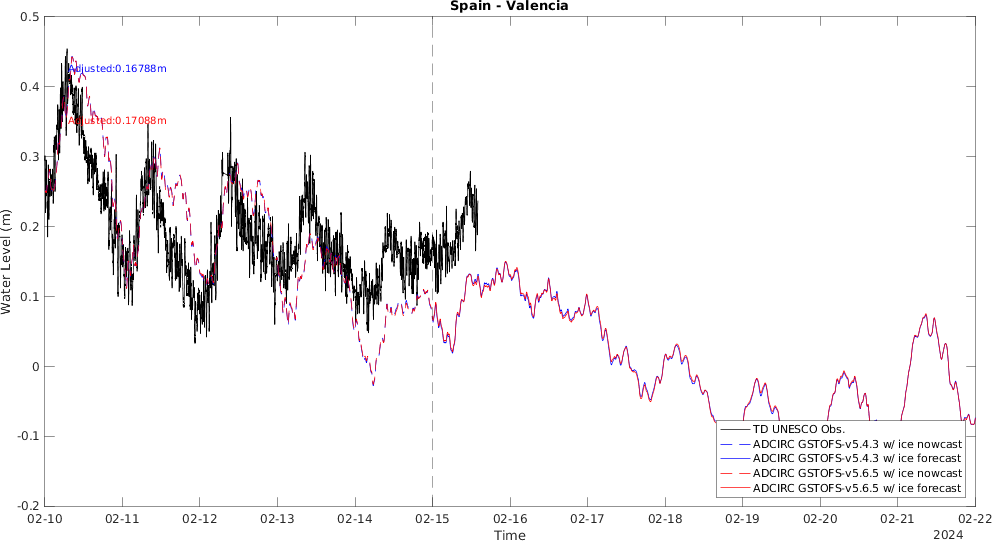 Spain - Valencia
0.5
0.4
0.3
0.2
0.1
0
-0.1
-0.2
Water Level (m)
Adjusted:0.16788m
Adjusted:0.17088m
TD UNESCO Obs.
ADCIRC GSTOFS-v5.4.3 w/ ice nowcast
ADCIRC GSTOFS-v5.4.3 w/ ice forecast
ADCIRC GSTOFS-v5.6.5 w/ ice nowcast
ADCIRC GSTOFS-v5.6.5 w/ ice forecast
02-10 02-11 02-12 02-13 02-14 02-15 02-16 02-17 02-18 02-19 02-20 02-21 02-22
Time
2024